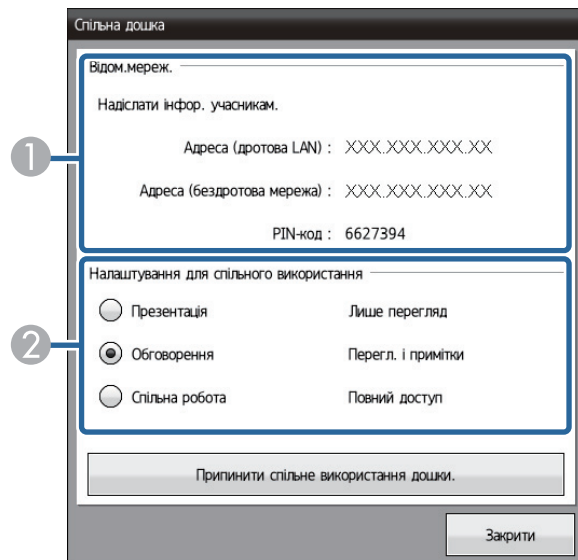 Спільна дошка
Відом.мереж.
Надіслати інфор. учасникам.
1
Адреса (дротова LAN) : XXX.XXX.XXX.XX
Адреса (бездротова мережа) : XXX.XXX.XXX.XX
PIN-код : 6627394
Налаштування для спільного використання
Презентація Лише перегляд
2
Обговорення Перегл. і примітки
Спільна робота Повний доступ
Припинити спільне використання дошки.
Закрити